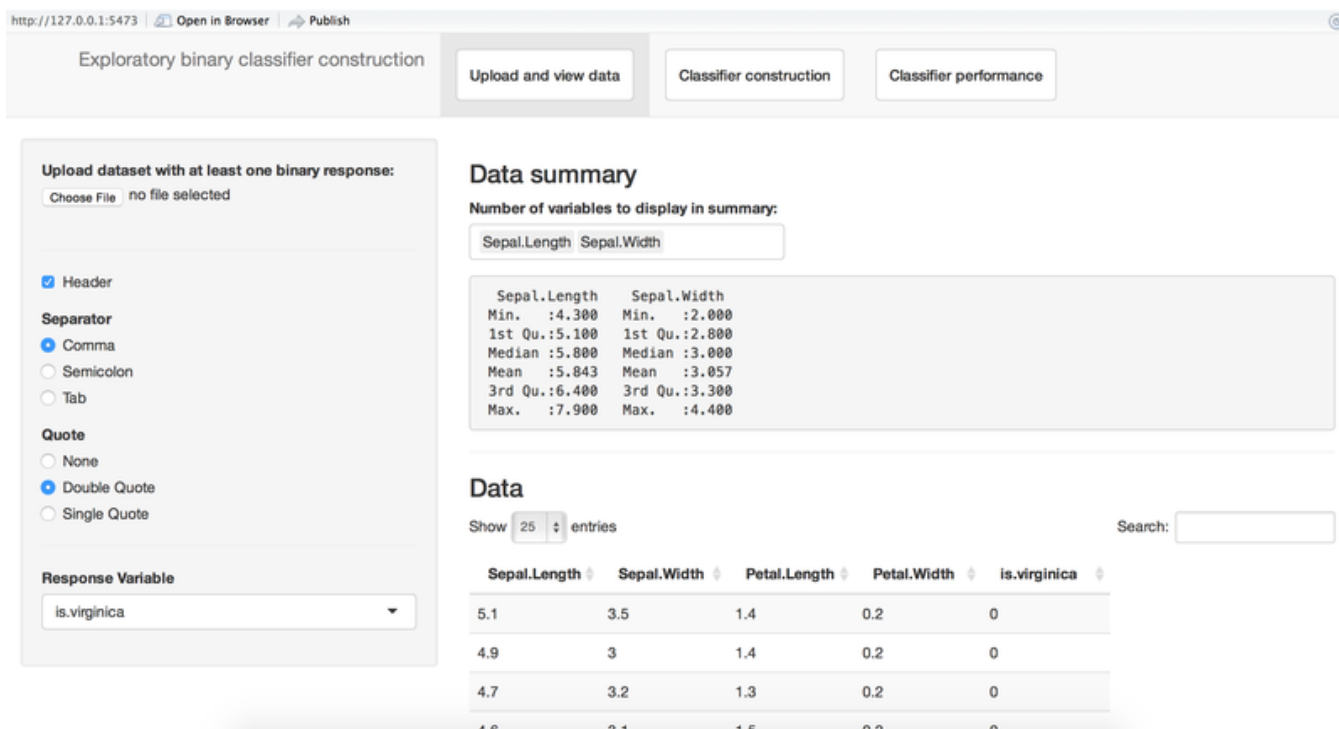 http://127.0.0.1:5473 Open in Browser Publish
Exploratory binary classifier construction
Upload and view data
Classifier construction
Classifier performance
Upload dataset with at least one binary response:
Choose File no file selected
Header
Separator
Comma
Semicolon
Tab
Quote
None
Double Quote
Single Quote
Response Variable
is.virginica
Data summary
Number of variables to display in summary:
Sepal.Length Sepal.Width
Sepal.Length Sepal.Width
Min. :4.300 Min. :2.000
1st Qu.:5.100 1st Qu.:2.800
Median :5.800 Median :3.000
Mean :5.843 Mean :3.057
3rd Qu.:6.400 3rd Qu.:3.300
Max. :7.900 Max. :4.400
Data
Show 25 entries
Search:
Sepal.Length Sepal.Width Petal.Length Petal.Width is.virginica
5.1 3.5 1.4 0.2 0
4.9 3 1.4 0.2 0
4.7 3.2 1.3 0.2 0